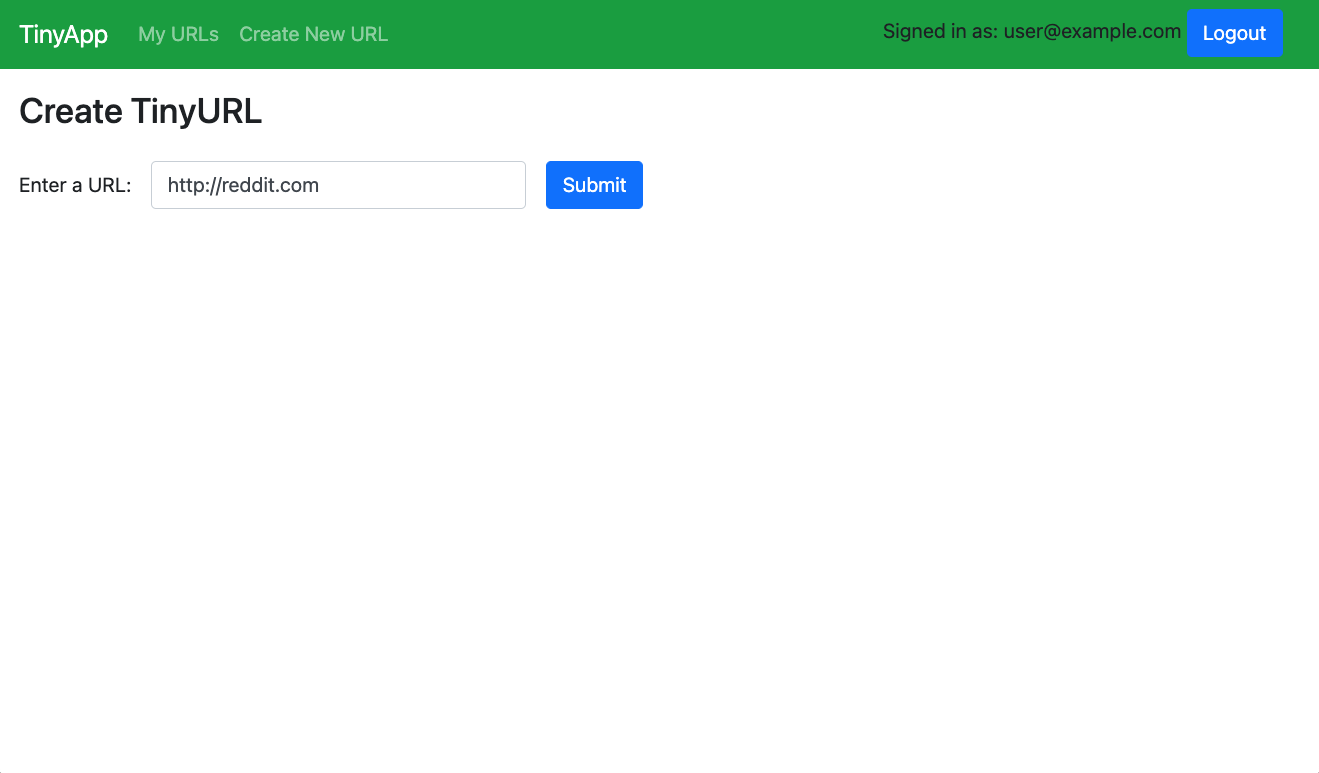 TinyApp My URLs Create New URL Signed in as: user@example.com Logout
Create TinyURL
Enter a URL: http://reddit.com Submit